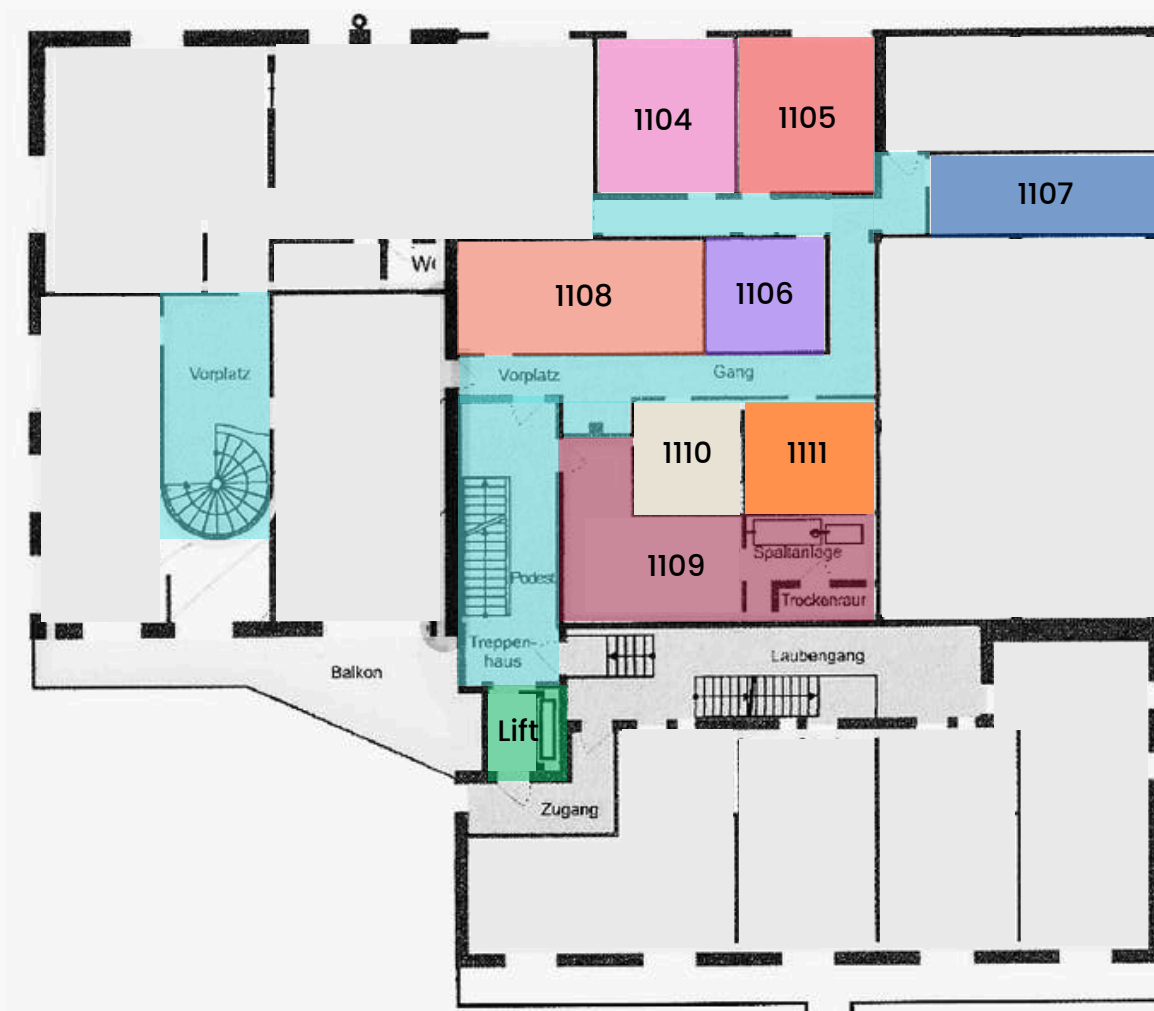 1104
1105
1107
1108
1106
Vorplatz
Vorplatz
Gang
1110
1111
1109
Spaltanlage
Podest
Trockenraum
Treppen-
haus
Laubengang
Balkon
Lift
Zugang